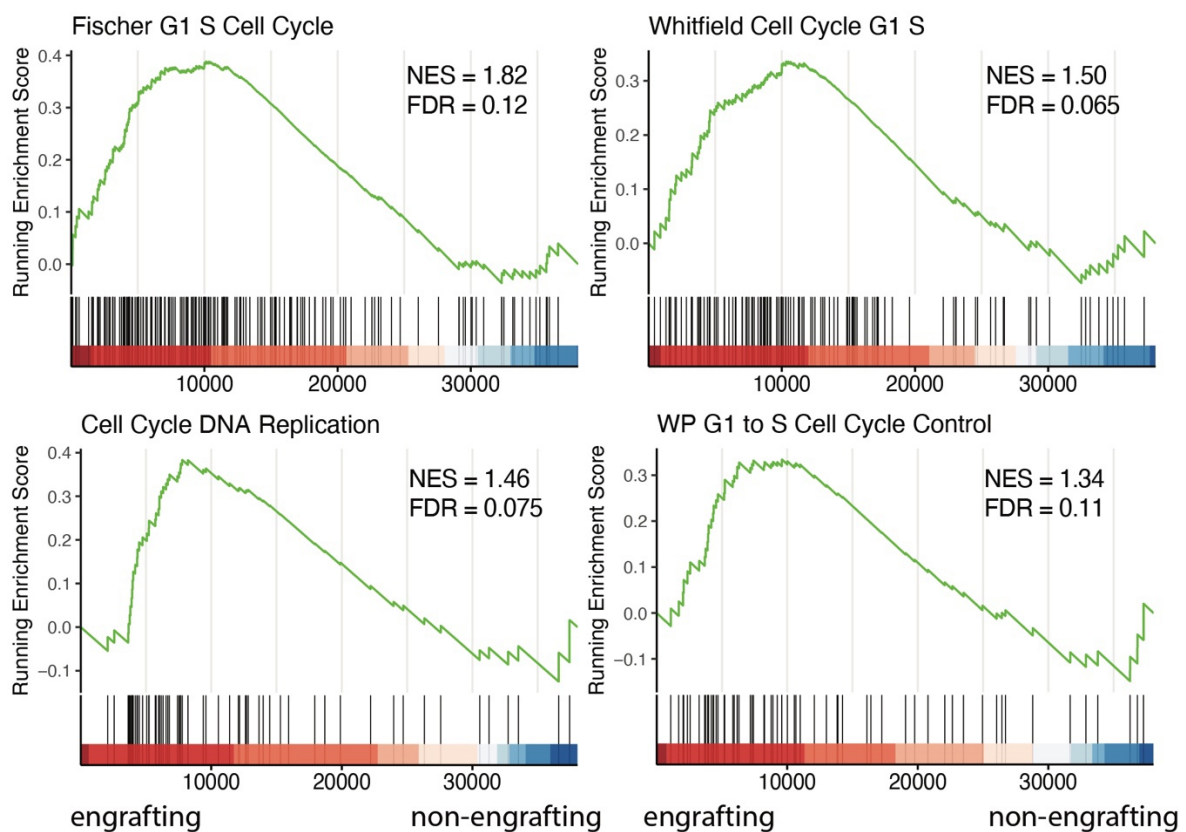 Fischer G1 S Cell Cycle
Running Enrichment Score
0.4
0.3
0.2
0.1
0.0
NES = 1.82
FDR = 0.12
10000 20000 30000
Whitfield Cell Cycle G1 S
Running Enrichment Score
0.3
0.2
0.1
0.0
NES = 1.50
FDR = 0.065
10000 20000 30000
Cell Cycle DNA Replication
Running Enrichment Score
0.4
0.3
0.2
0.1
0.0
−0.1
NES = 1.46
FDR = 0.075
10000 20000 30000
engrafting non-engrafting
WP G1 to S Cell Cycle Control
Running Enrichment Score
0.3
0.2
0.1
0.0
−0.1
NES = 1.34
FDR = 0.11
10000 20000 30000
engrafting non-engrafting